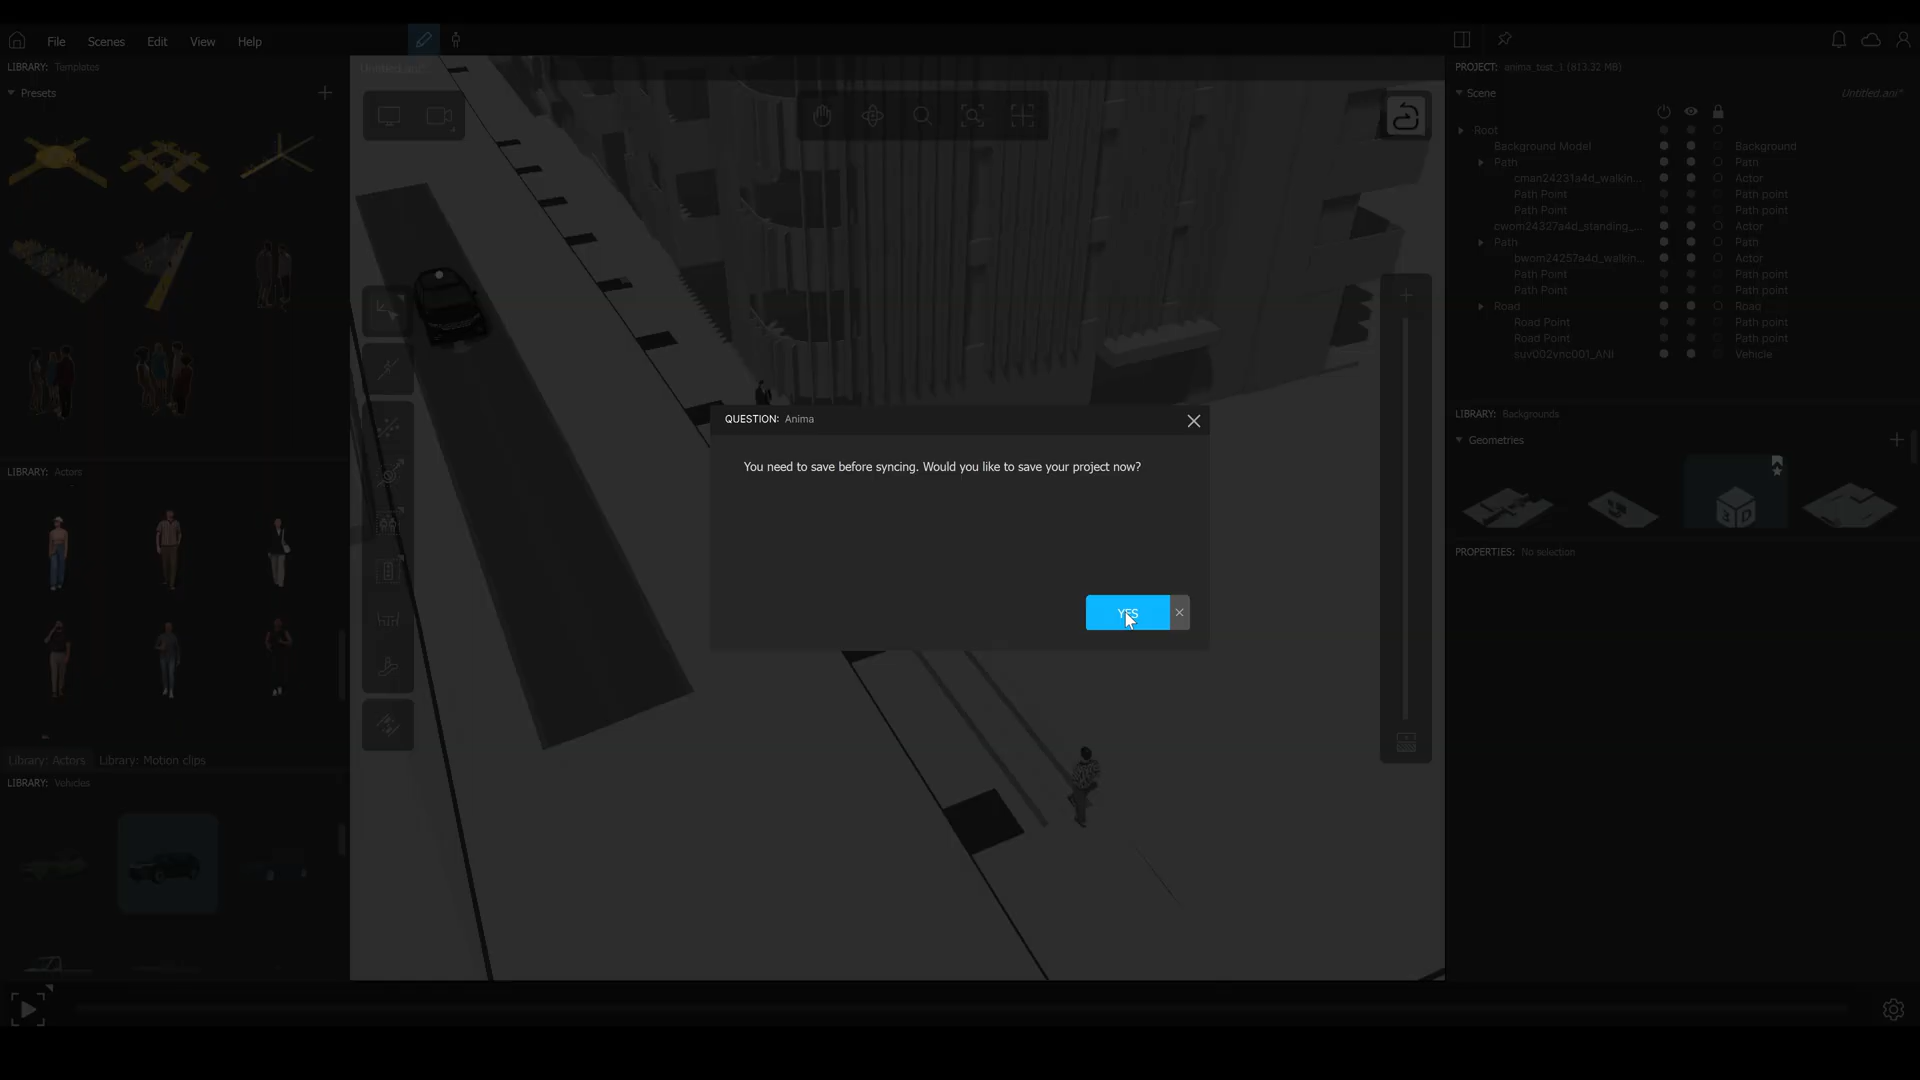 File Scenes Edit View Help
LIBRARY: Templates
Presets
LIBRARY: Actors
Library: Actors Library: Motion clips
LIBRARY: Vehicles
Untitled.ani*
QUESTION: Anima
You need to save before syncing. Would you like to save your project now?
YES
PROJECT: anima_test_1 (813.32 MB)
Scene Untitled.ani*
Root
Background Model Background
Path Path
cman24231a4d_walkin... Actor
Path Point Path point
Path Point Path point
cwom24327a4d_standing_... Actor
Path Path
bwom24257a4d_walkin... Actor
Path Point Path point
Path Point Path point
Road Road
Road Point Path point
Road Point Path point
suv002vnc001_ANI Vehicle
LIBRARY: Backgrounds
Geometries
3D
PROPERTIES: No selection